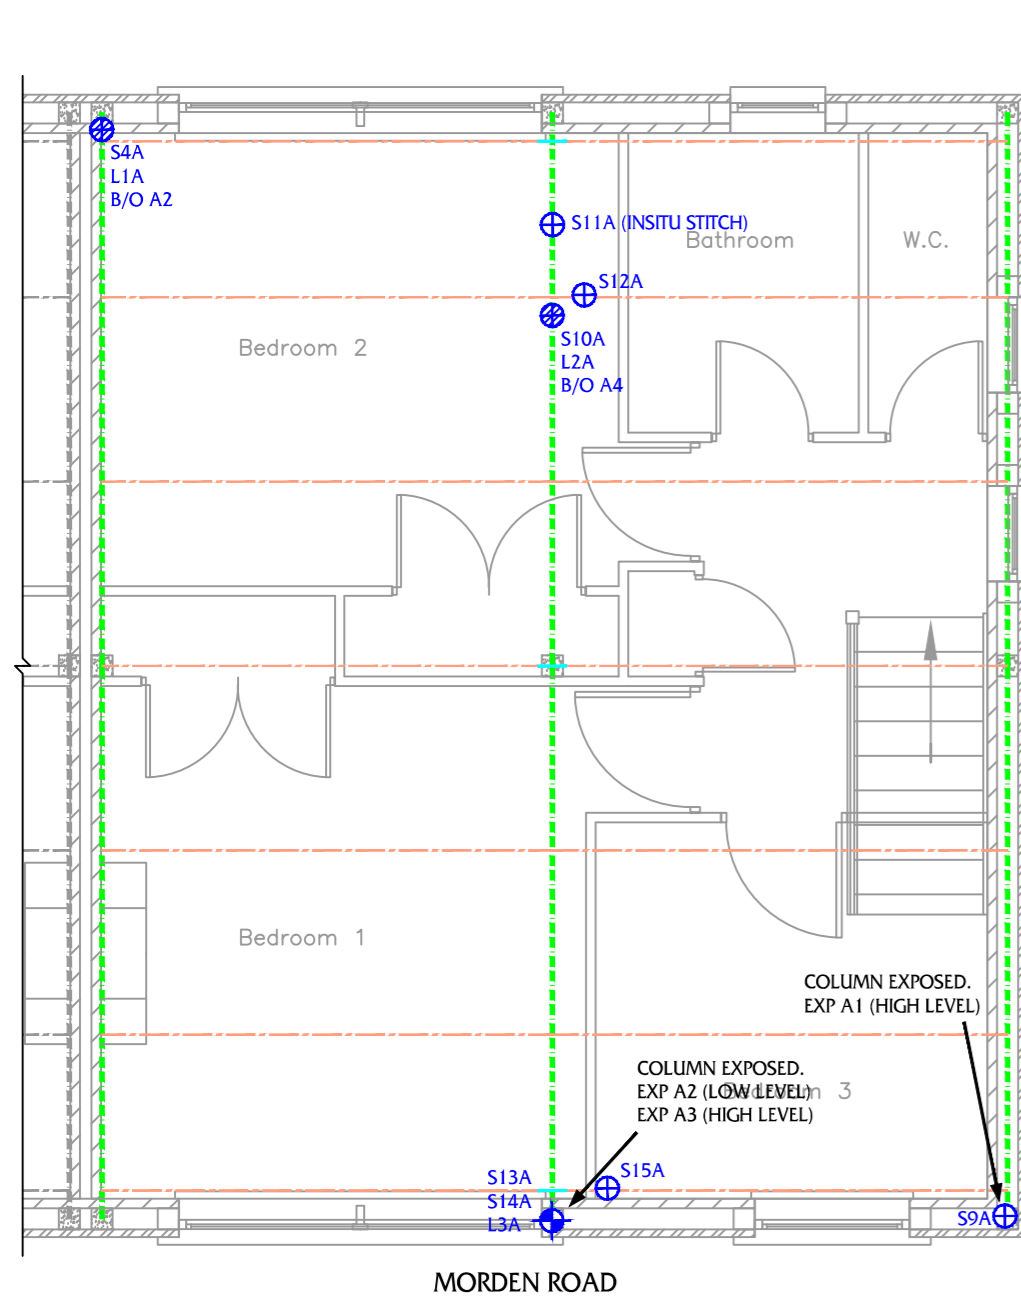 S4A
L1A
B/O A2
S11A (INSITU STITCH)
Bathroom
W.C.
S12A
S10A
L2A
B/O A4
Bedroom 2
Bedroom 1
COLUMN EXPOSED.
EXP A1 (HIGH LEVEL)
COLUMN EXPOSED.
EXP A2 (LOW LEVEL)
EXP A3 (HIGH LEVEL)
Bedroom 3
S13A
S14A
L3A
S15A
S9A
MORDEN ROAD